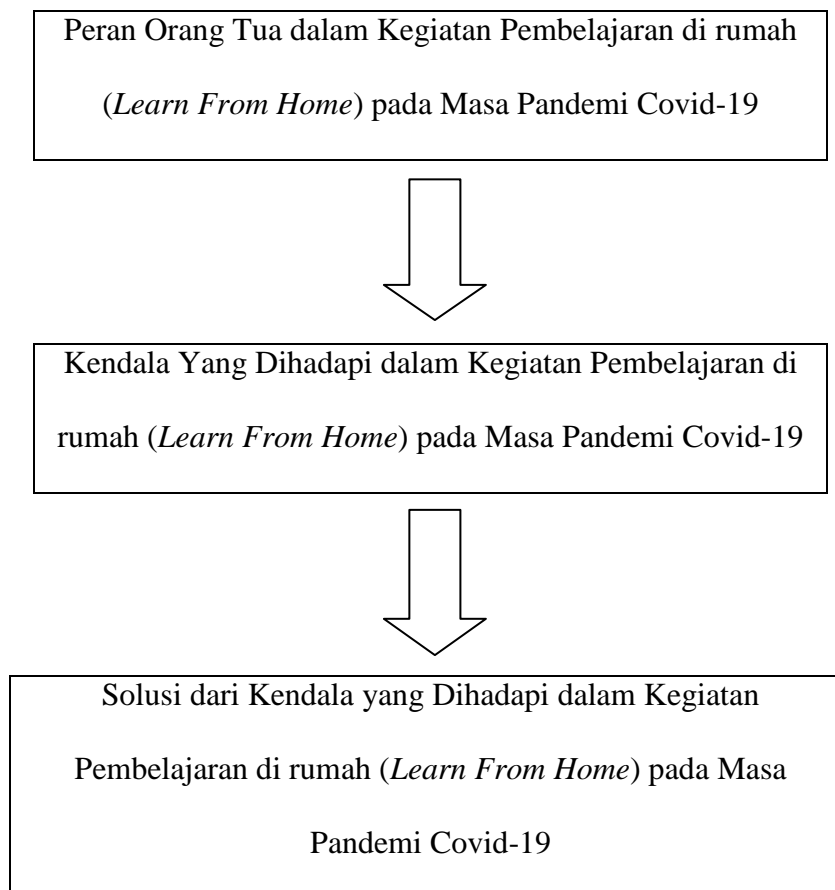 Peran Orang Tua dalam Kegiatan Pembelajaran di rumah
(Learn From Home) pada Masa Pandemi Covid-19
Kendala Yang Dihadapi dalam Kegiatan Pembelajaran di
rumah (Learn From Home) pada Masa Pandemi Covid-19
Solusi dari Kendala yang Dihadapi dalam Kegiatan
Pembelajaran di rumah (Learn From Home) pada Masa
Pandemi Covid-19